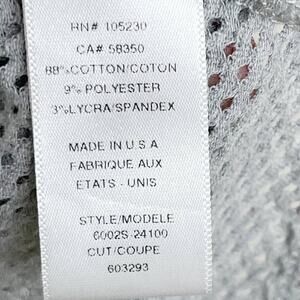 RN# 105230
CA# 58350
88%COTTON/COTON
9% POLYESTER
3%LYCRA/SPANDEX
MADE IN U.S.A
FABRIQUE AUX
ETATS - UNIS
STYLE/MODELE
6002S-24100
CUT/COUPE
603293